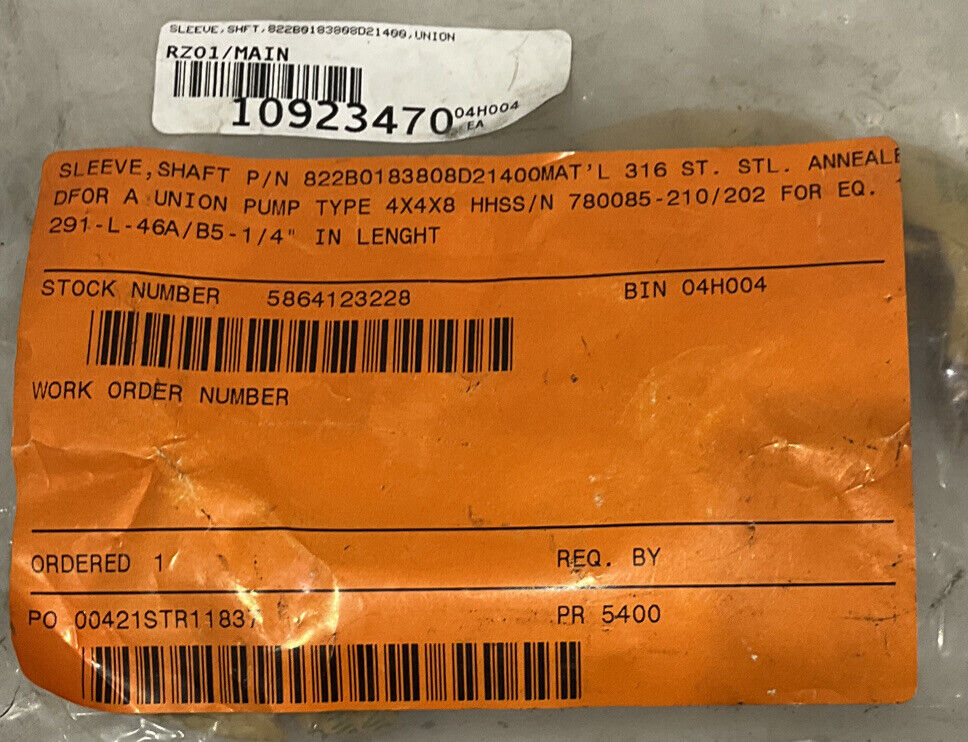 SLEEVE,SHFT,822B0183808D21400,UNION
RZ01/MAIN
10923470 04H004
EA
SLEEVE,SHAFT P/N 822B0183808D21400MAT'L 316 ST. STL. ANNEALE
DFOR A UNION PUMP TYPE 4X4X8 HHSS/N 780085-210/202 FOR EQ.
291-L-46A/B5-1/4" IN LENGHT
STOCK NUMBER 5864123228 BIN 04H004
WORK ORDER NUMBER
ORDERED 1 REQ. BY
PO 00421STR11837 PR 5400